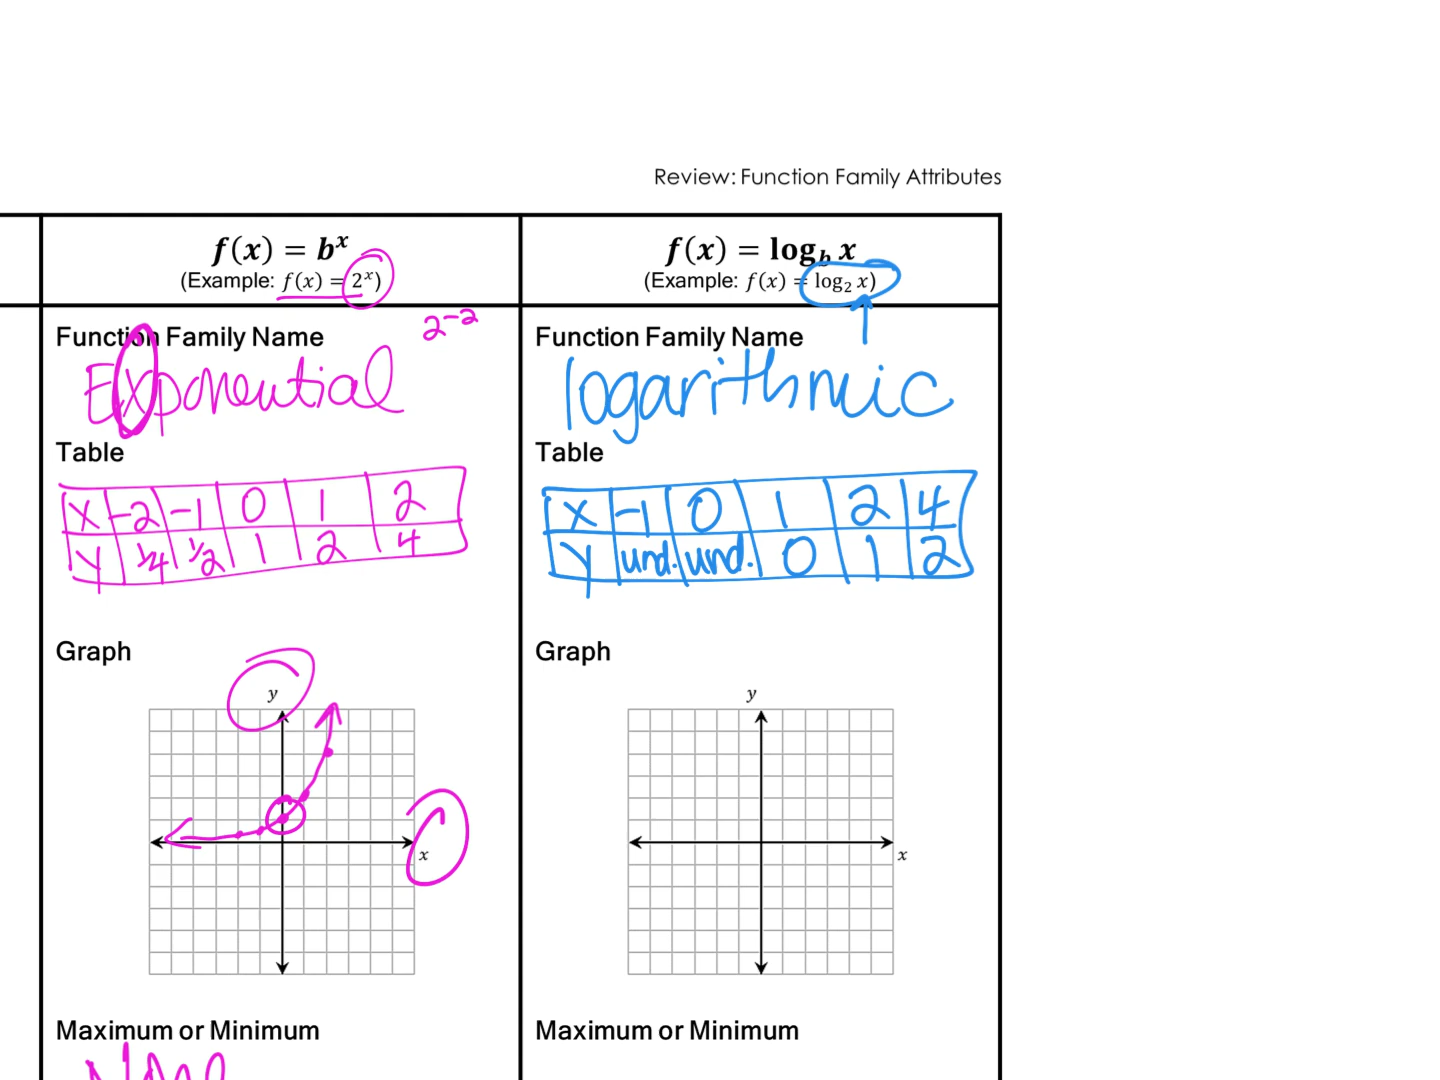 Review: Function Family Attributes
f(x) = b^x
(Example: f(x) = 2^x)
Function Family Name
2^-2
Exponential
Table
x -2 -1 0 1 2
y 1/4 1/2 1 2 4
Graph
y
x
Maximum or Minimum
None
f(x) = log_b x
(Example: f(x) = log_2 x)
Function Family Name
logarithmic
Table
x -1 0 1 2 4
y und. und. 0 1 2
Graph
y
x
Maximum or Minimum